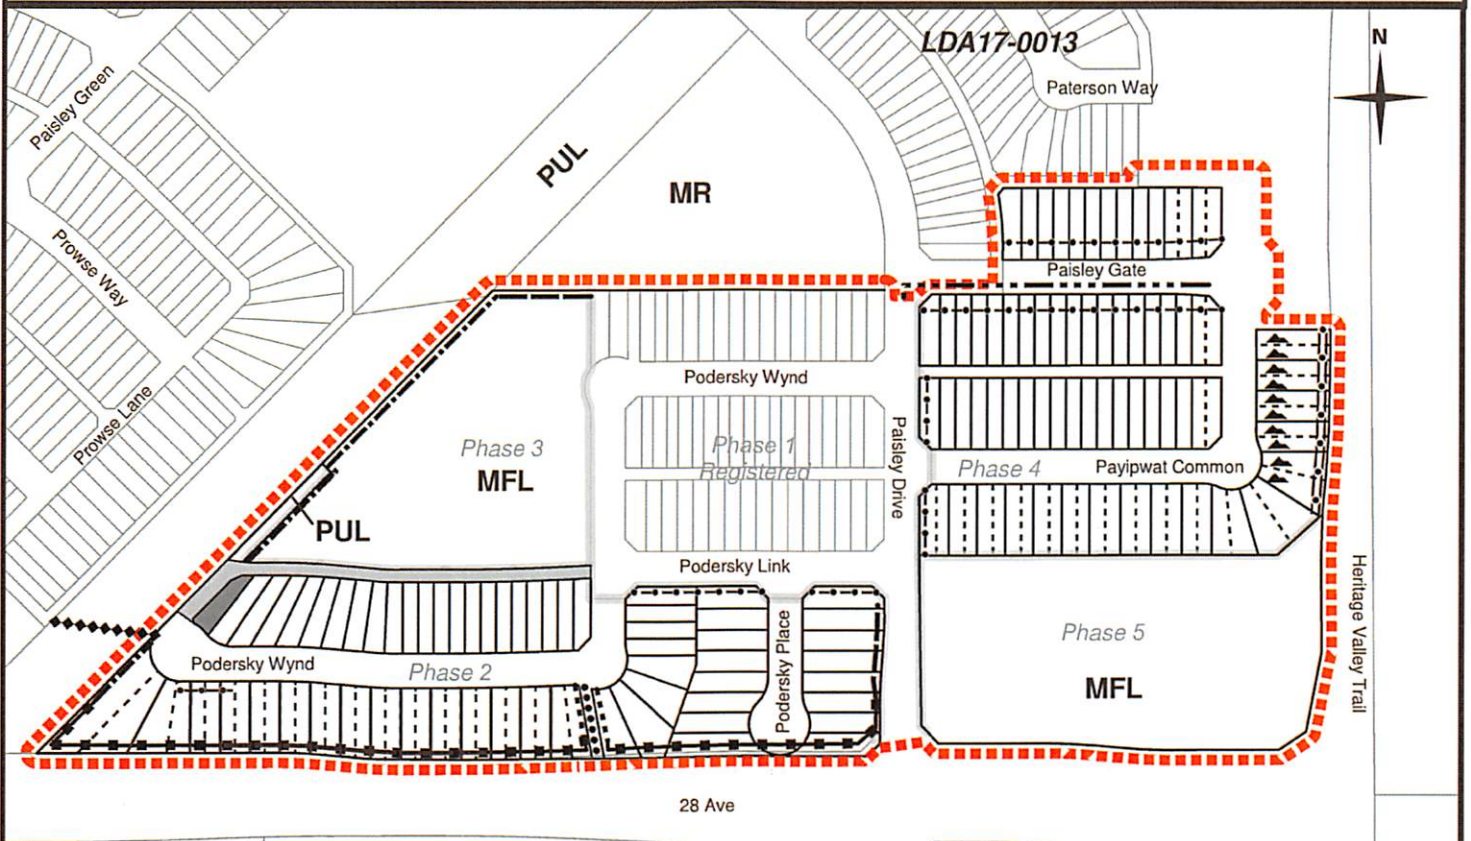 LDA17-0013
N
Paterson Way
Paisley Green
PUL
MR
Prowse Way
Paisley Gate
Podersky Wynd
Prowse Lane
Phase 3
MFL
Phase 1
Registered
Paisley Drive
Phase 4
Payipwat Common
PUL
Podersky Link
Heritage Valley Trail
Phase 5
MFL
Podersky Place
Podersky Wynd
Phase 2
28 Ave